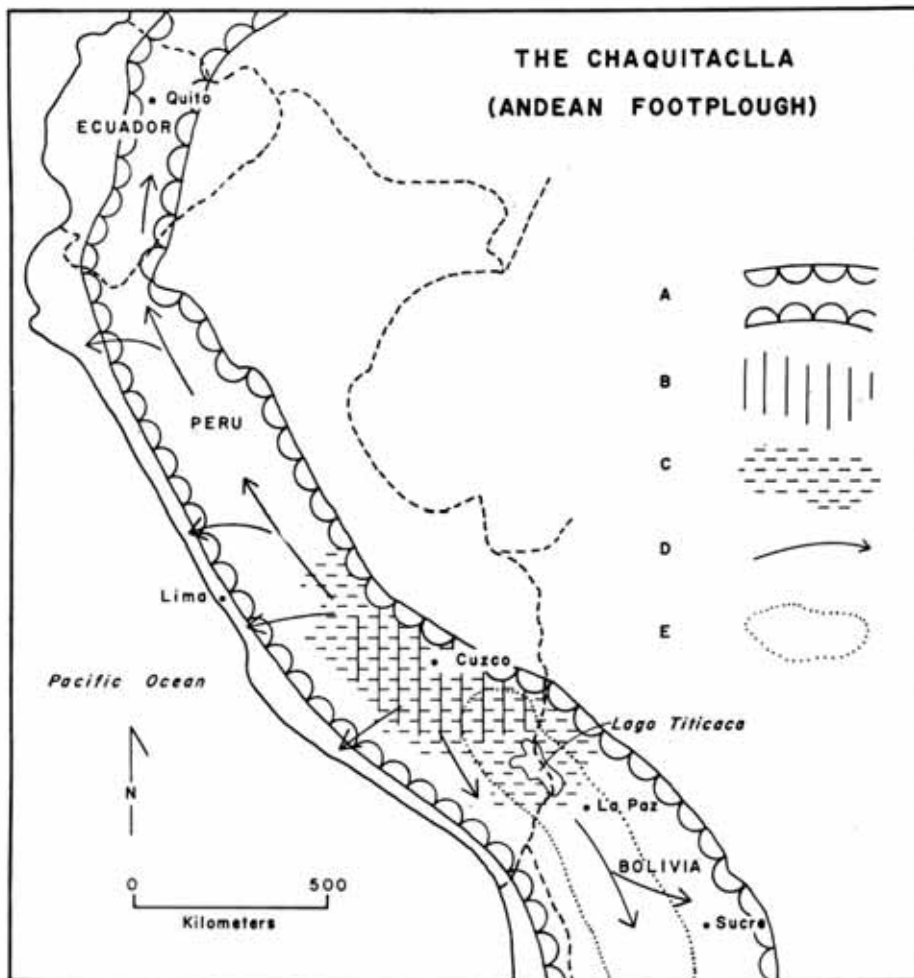 THE CHAQUITACLLA
(ANDEAN FOOTPLOUGH)
Quito
ECUADOR
A
B
PERU
C
D
Lima
E
Cuzco
Pacific Ocean
Lago Titicaca
N
La Paz
BOLIVIA
0 500
Kilometers
Sucre